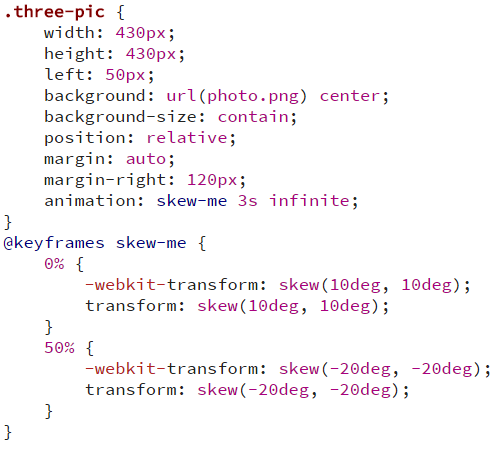 .three-pic {
    width: 430px;
    height: 430px;
    left: 50px;
    background: url(photo.png) center;
    background-size: contain;
    position: relative;
    margin: auto;
    margin-right: 120px;
    animation: skew-me 3s infinite;
}
@keyframes skew-me {
    0% {
        -webkit-transform: skew(10deg, 10deg);
        transform: skew(10deg, 10deg);
    }
    50% {
        -webkit-transform: skew(-20deg, -20deg);
        transform: skew(-20deg, -20deg);
    }
}